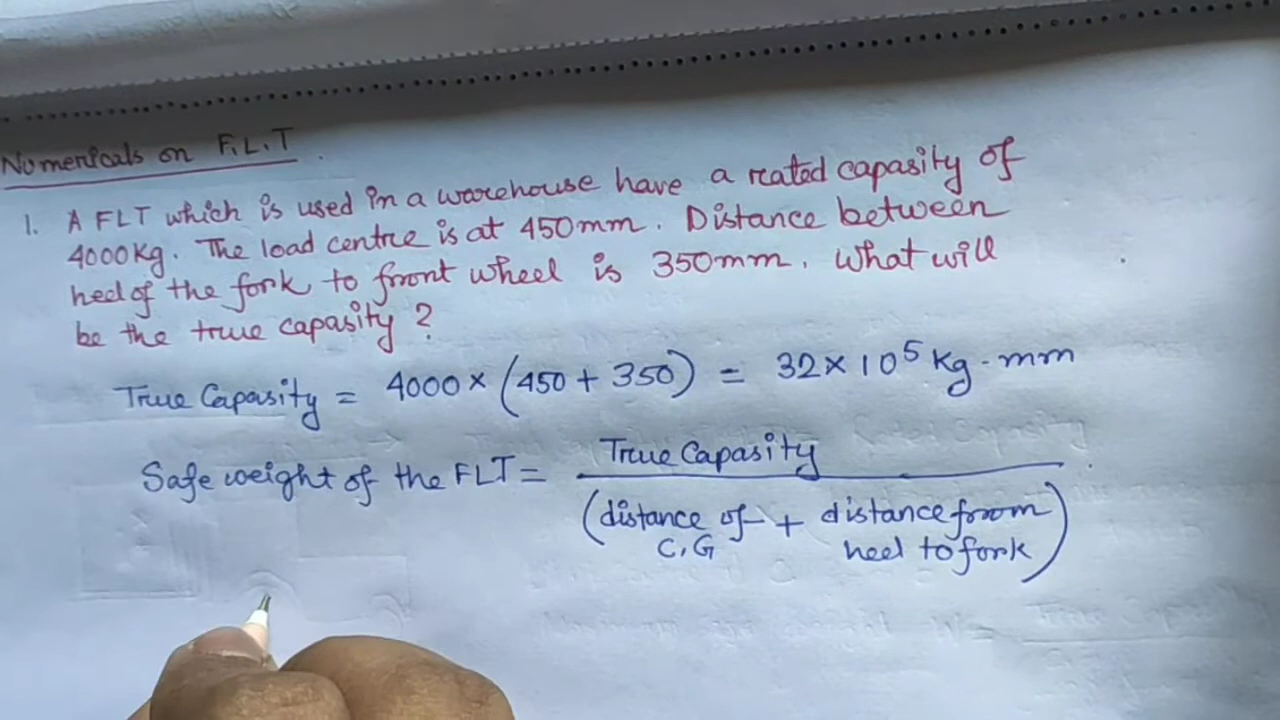 Numericals on F.L.T
1. A FLT which is used in a warehouse have a rated capasity of
4000Kg. The load centre is at 450mm. Distance between
heel of the fork to front wheel is 350mm. What will
be the true capasity?
True Capasity = 4000 × (450 + 350) = 32 × 10⁵ Kg-mm
Safe weight of the FLT = True Capasity
(distance of + distance from)
C.G heel to fork